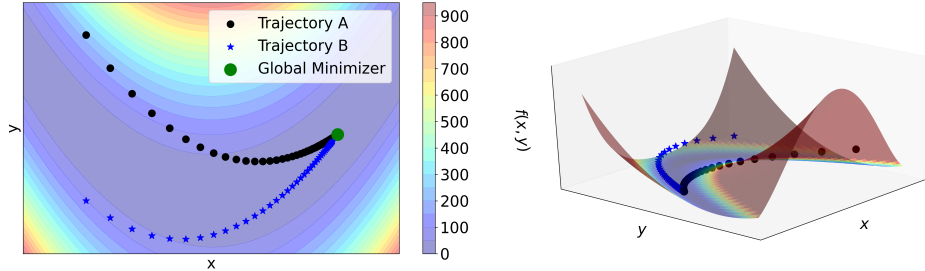 Trajectory A
Trajectory B
Global Minimizer
y
x
900
800
700
600
500
400
300
200
100
0
f(x, y)
y
x